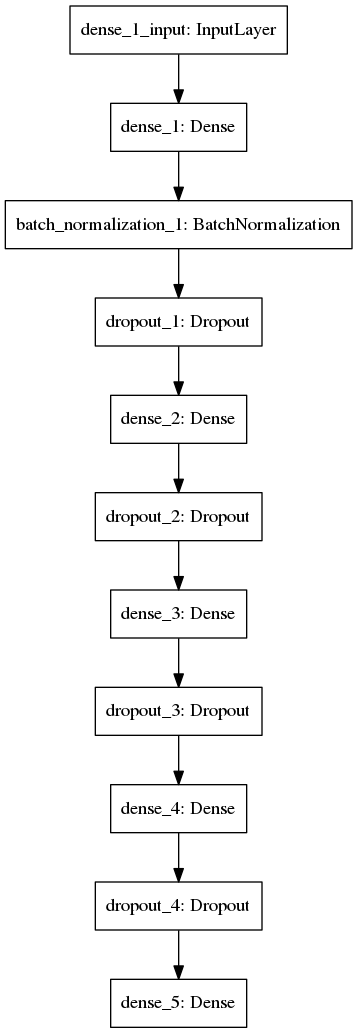 dense_1_input: InputLayer
dense_1: Dense
batch_normalization_1: BatchNormalization
dropout_1: Dropout
dense_2: Dense
dropout_2: Dropout
dense_3: Dense
dropout_3: Dropout
dense_4: Dense
dropout_4: Dropout
dense_5: Dense